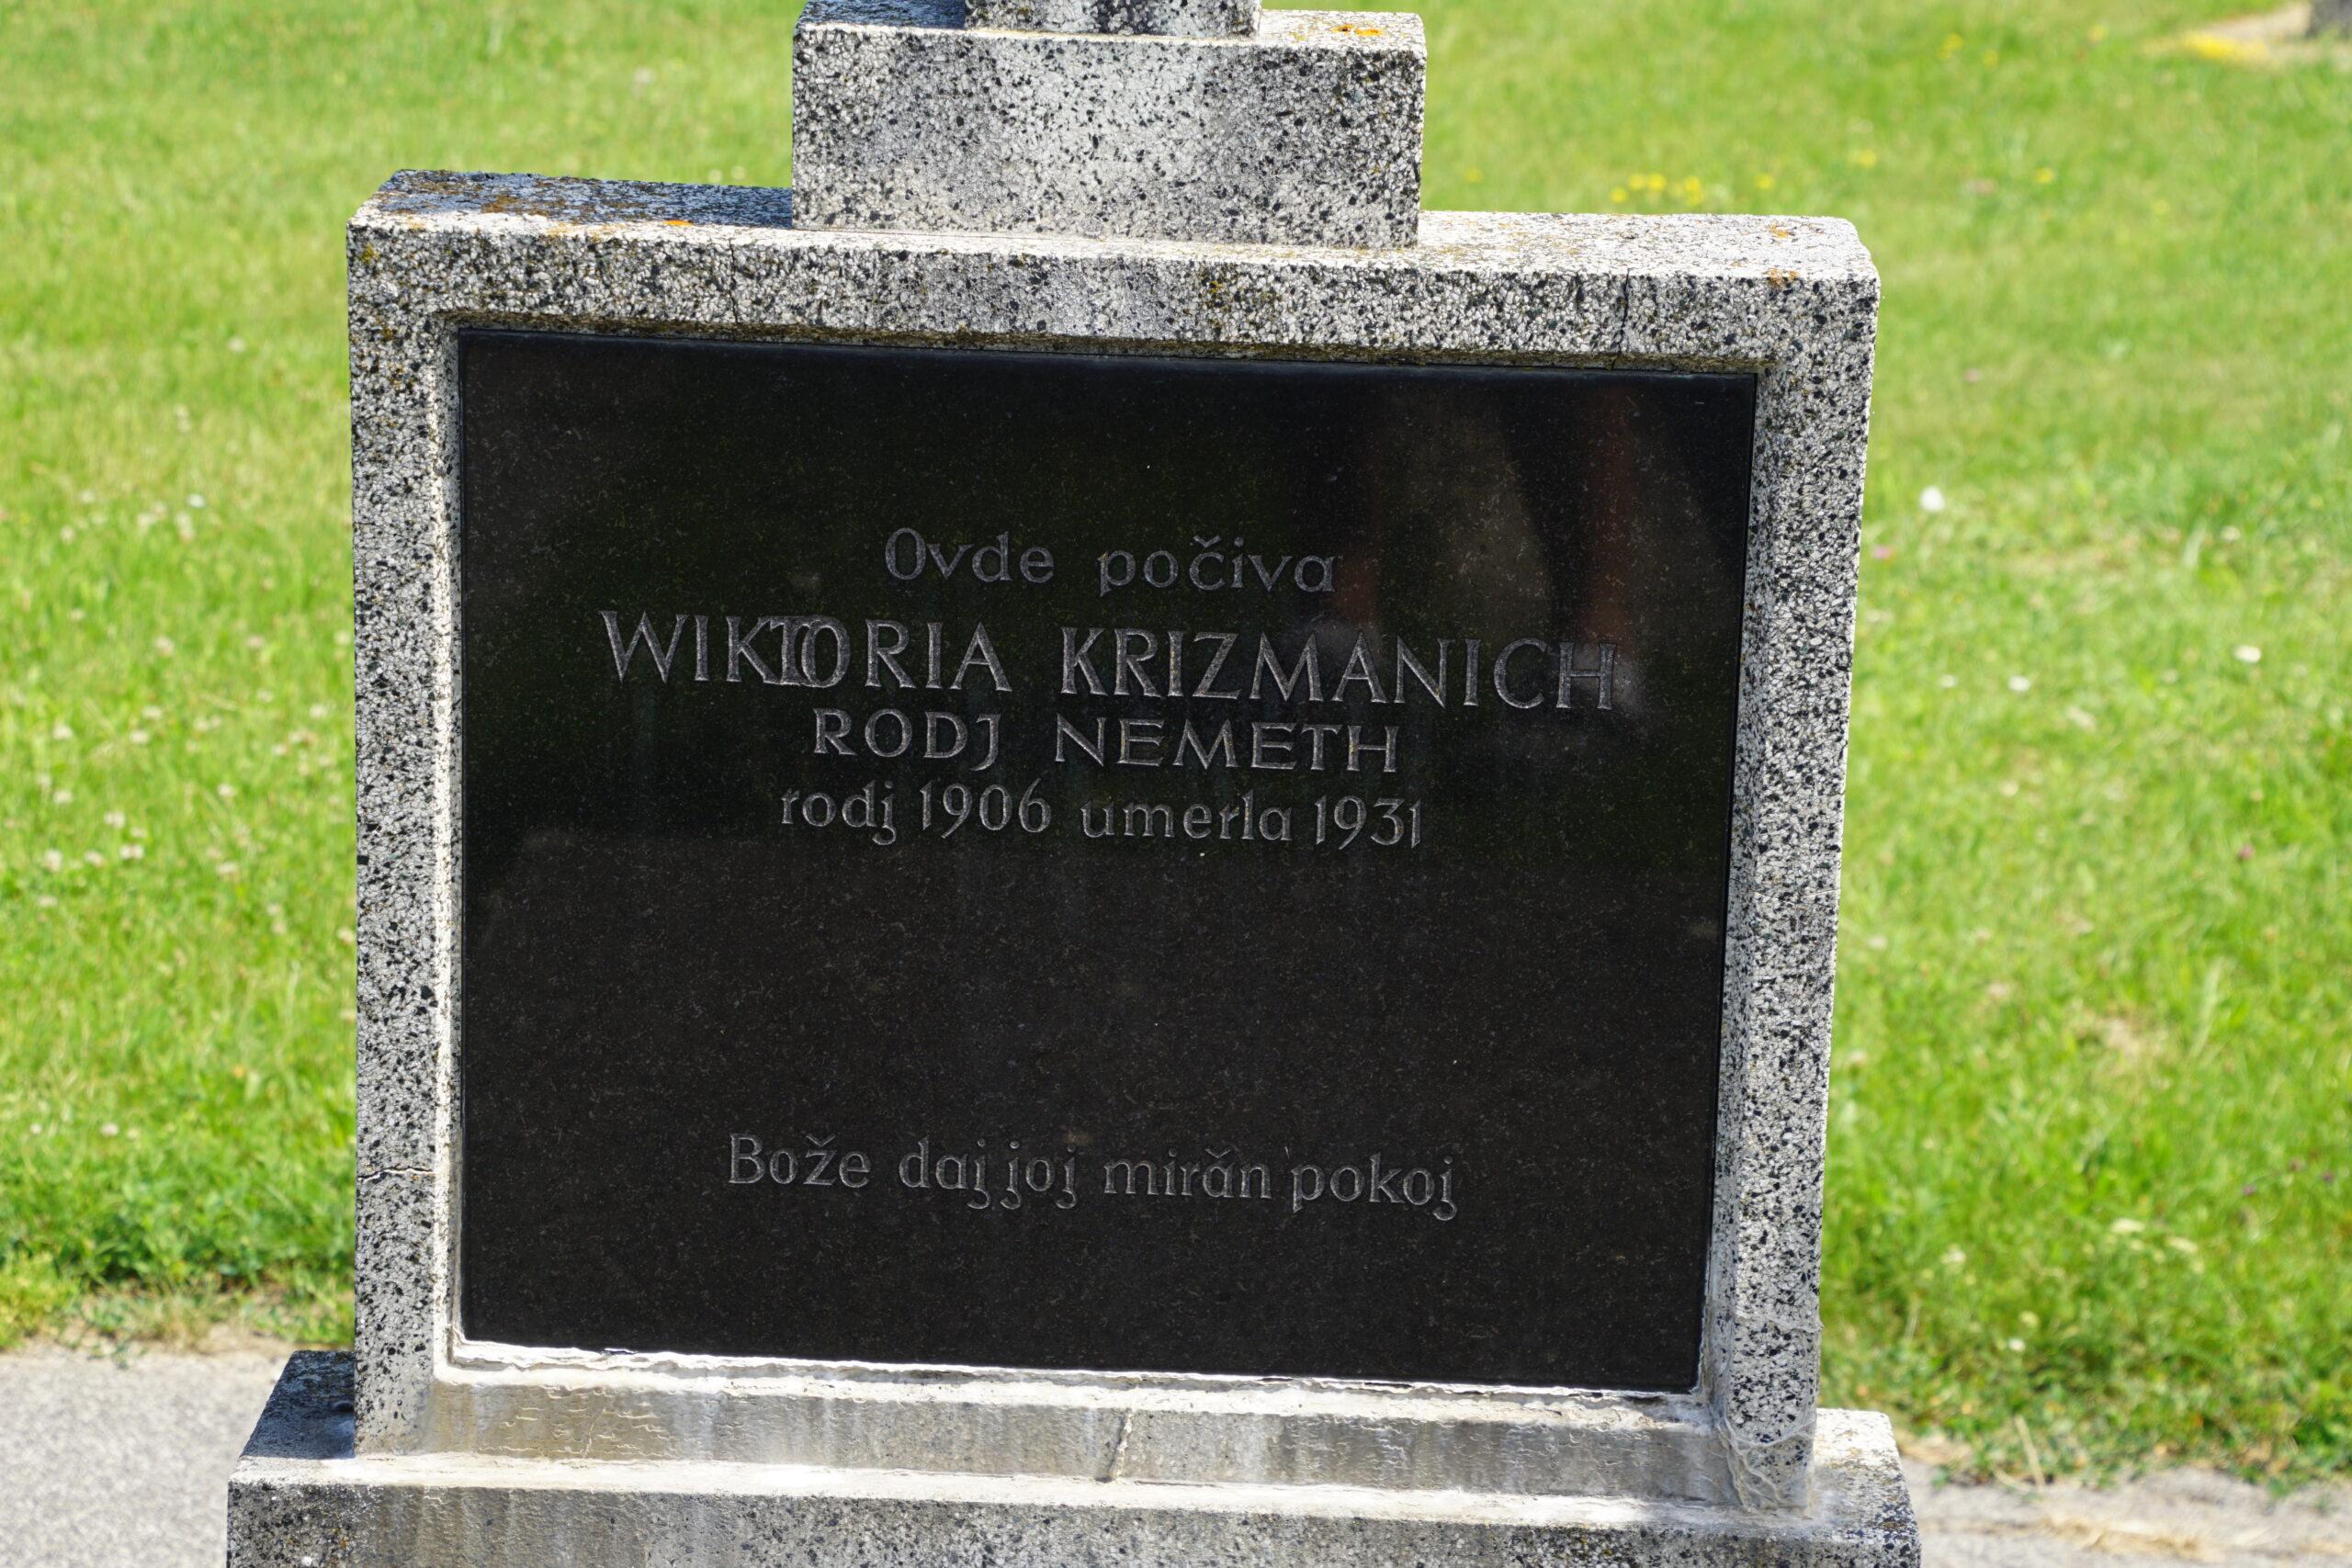 Ovde počiva
WIKTORIA KRIZMANICH
RODJ NEMETH
rodj 1906 umerla 1931
Bože daj joj mirăn pokoj